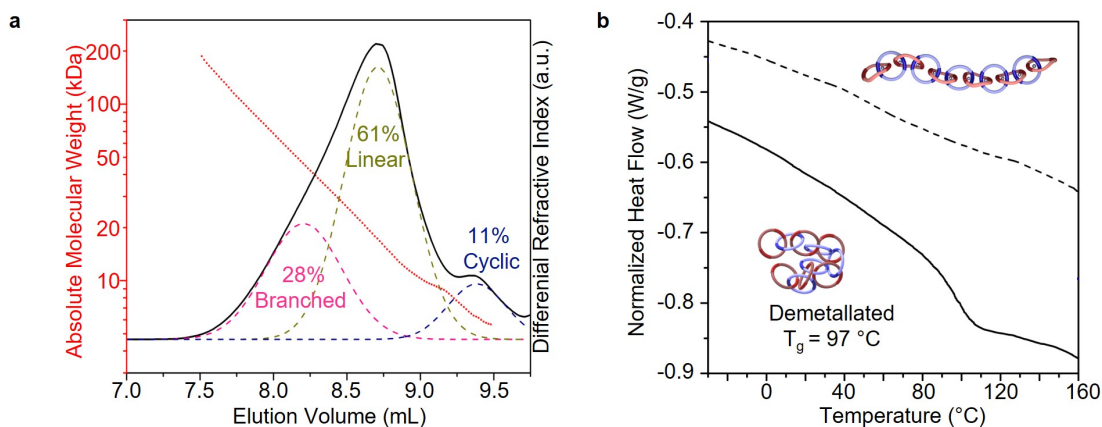 a
Absolute Molecular Weight (kDa)
200
100
50
20
10
61%
Linear
28%
Branched
11%
Cyclic
7.0
7.5
8.0
8.5
9.0
9.5
Elution Volume (mL)
Differenial Refractive Index (a.u.)
b
Normalized Heat Flow (W/g)
-0.4
-0.5
-0.6
-0.7
-0.8
-0.9
Demetallated
Tg = 97 °C
0
40
80
120
160
Temperature (°C)